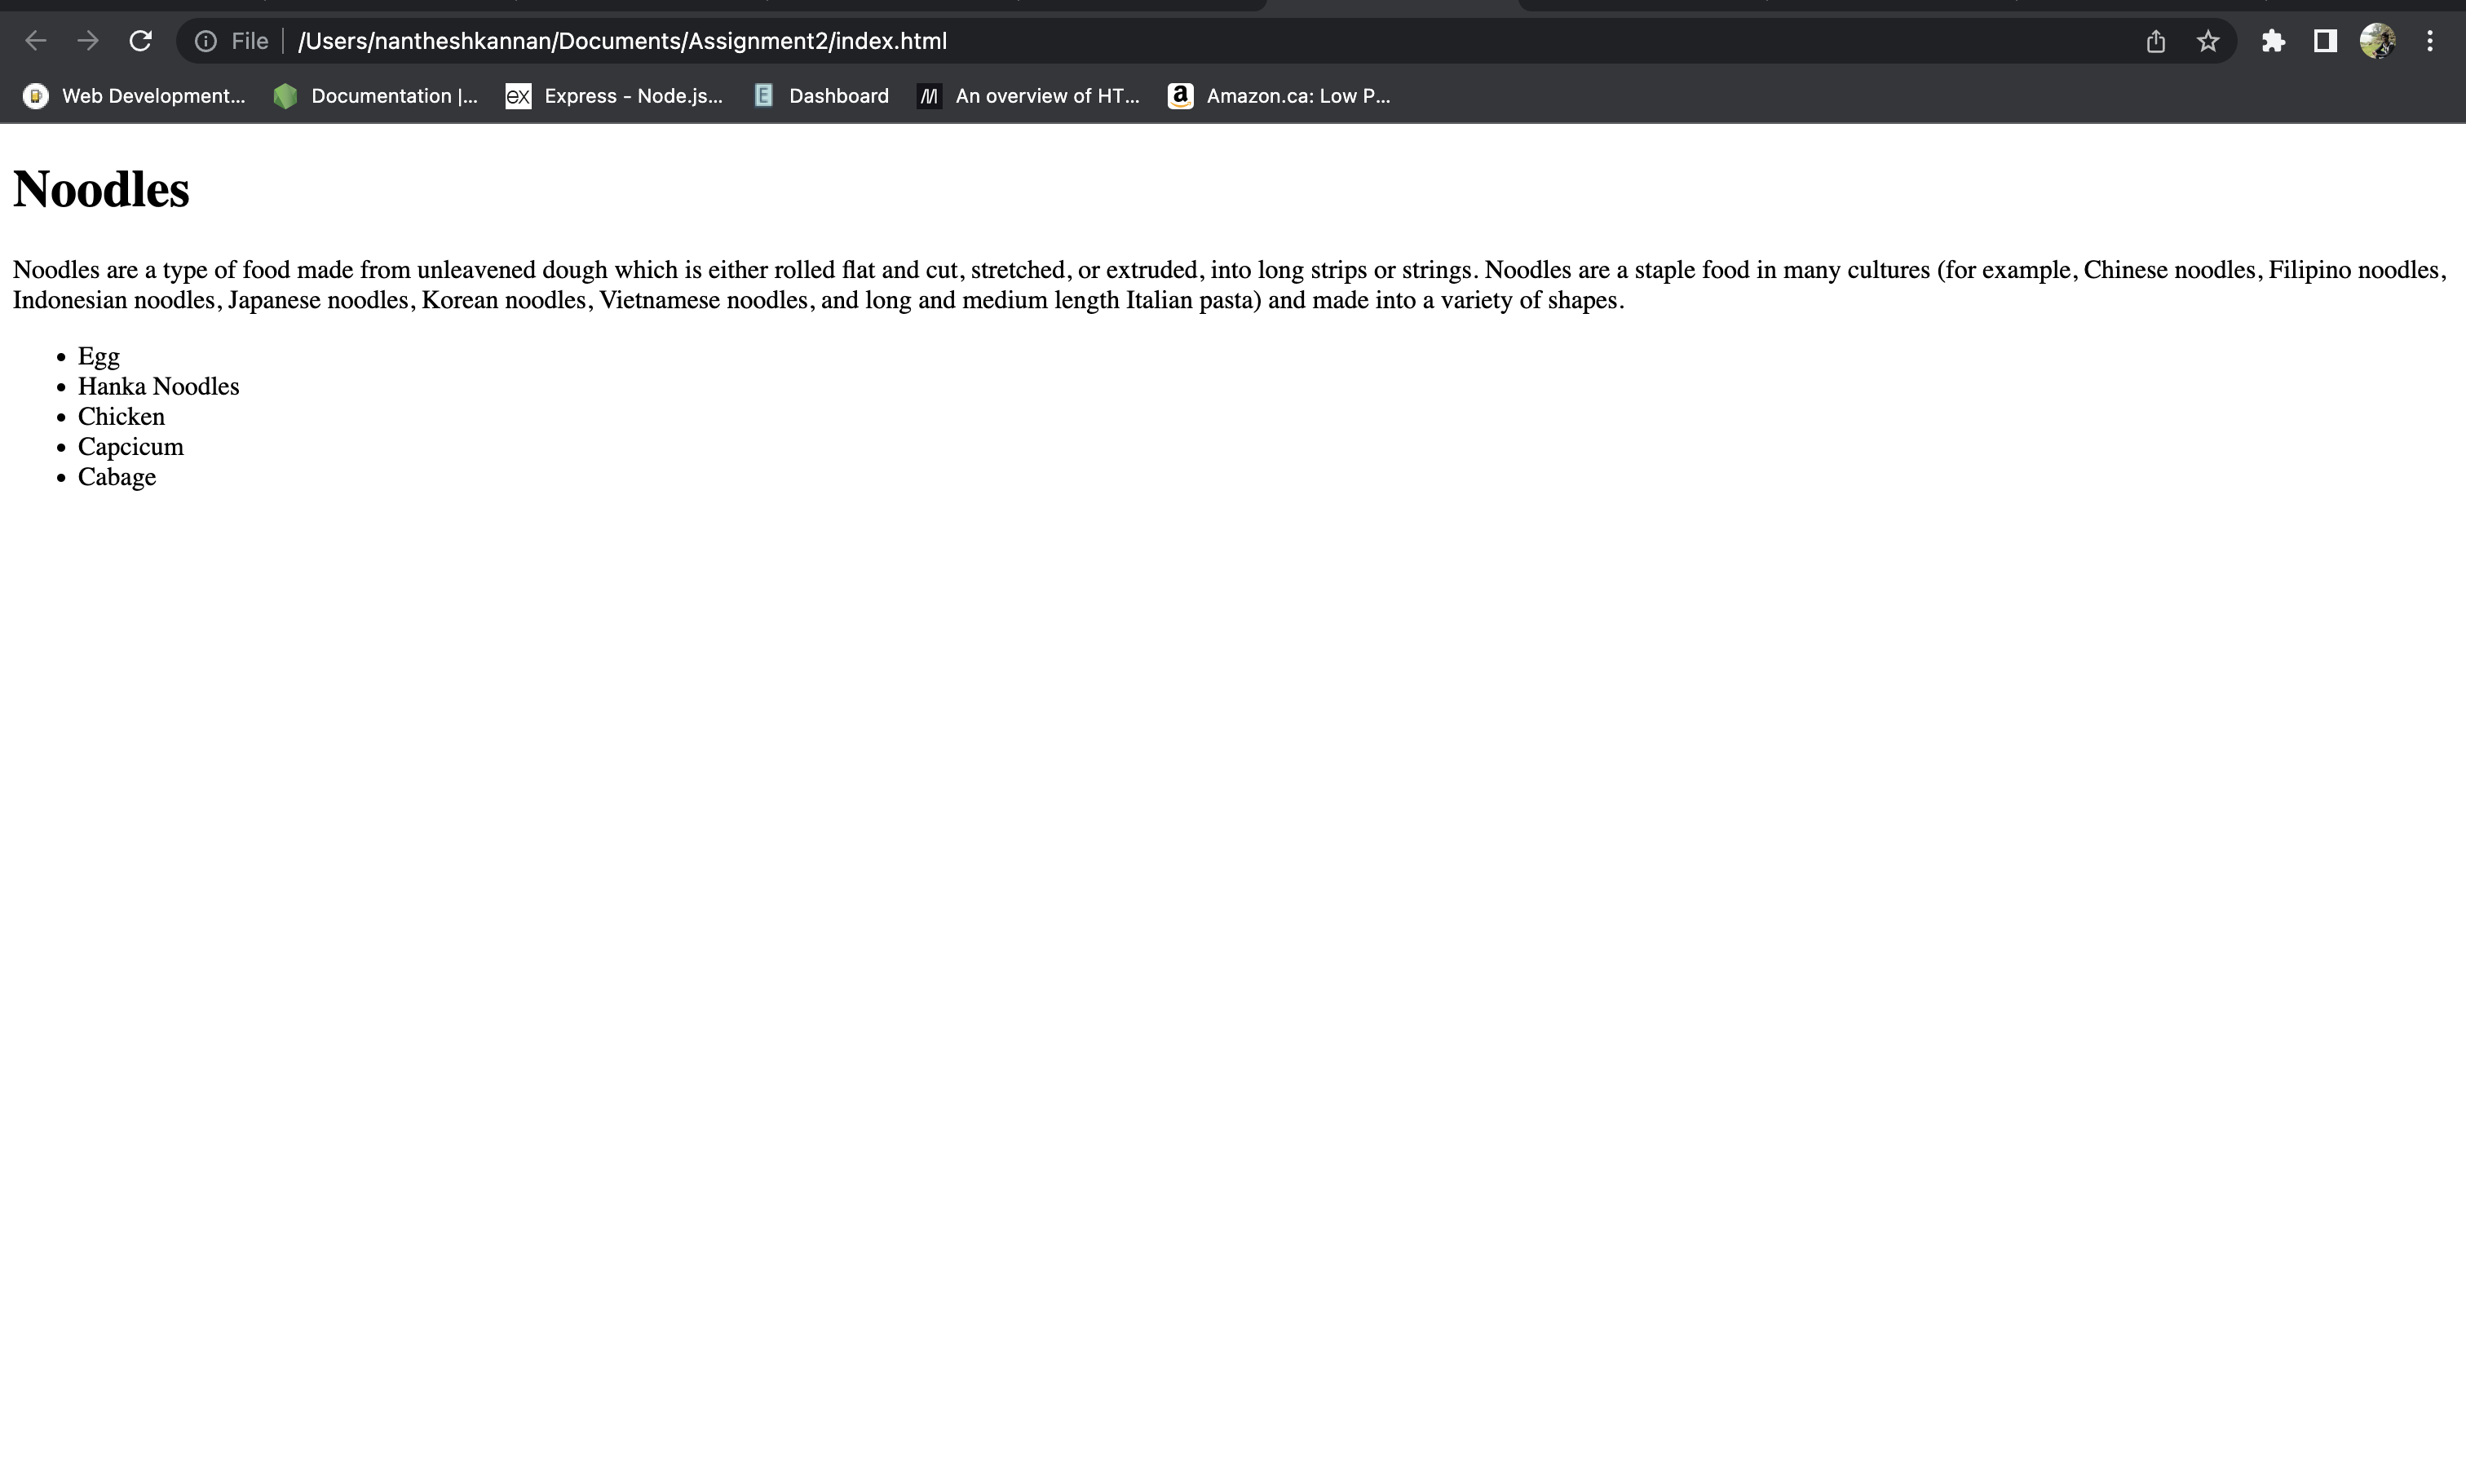 File /Users/nantheshkannan/Documents/Assignment2/index.html
Web Development... Documentation |... ex Express - Node.js... E Dashboard M An overview of HT... a Amazon.ca: Low P...
Noodles
Noodles are a type of food made from unleavened dough which is either rolled flat and cut, stretched, or extruded, into long strips or strings. Noodles are a staple food in many cultures (for example, Chinese noodles, Filipino noodles,
Indonesian noodles, Japanese noodles, Korean noodles, Vietnamese noodles, and long and medium length Italian pasta) and made into a variety of shapes.
• Egg
• Hanka Noodles
• Chicken
• Capcicum
• Cabage